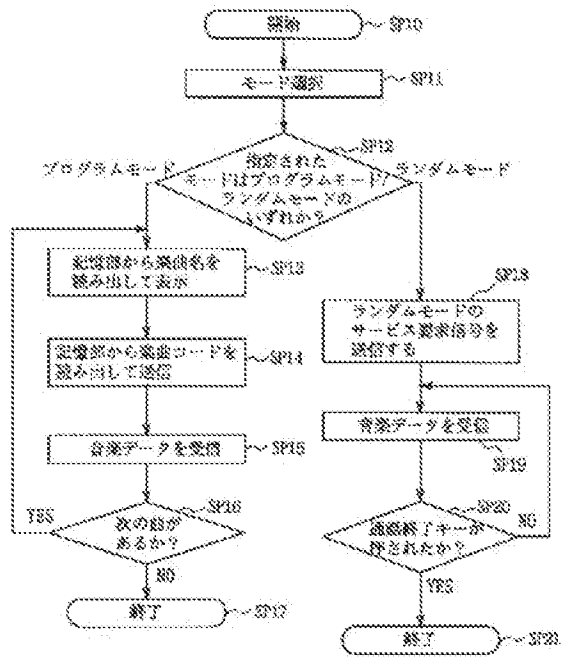 開始
SP10
モード選択
SP11
SP12
プログラムモード
ランダムモード
指定された
モードはプログラムモード/
ランダムモードの
いずれか?
記憶部から楽曲名を
読み出して表示
SP13
記憶部から楽曲コードを
読み出して送信
SP14
音楽データを受信
SP15
SP16
次の曲が
あるか?
YES
NO
終了
SP17
SP18
ランダムモードの
サービス要求信号を
送信する
音楽データを受信
SP19
SP20
終了キーが
押されたか?
NO
YES
終了